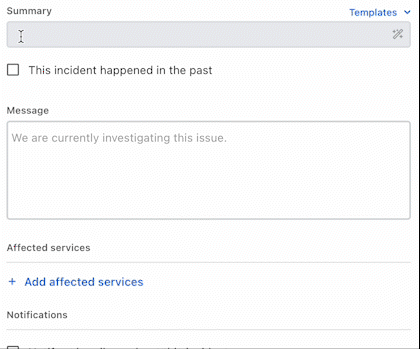 Summary
Templates
This incident happened in the past
Message
We are currently investigating this issue.
Affected services
+ Add affected services
Notifications